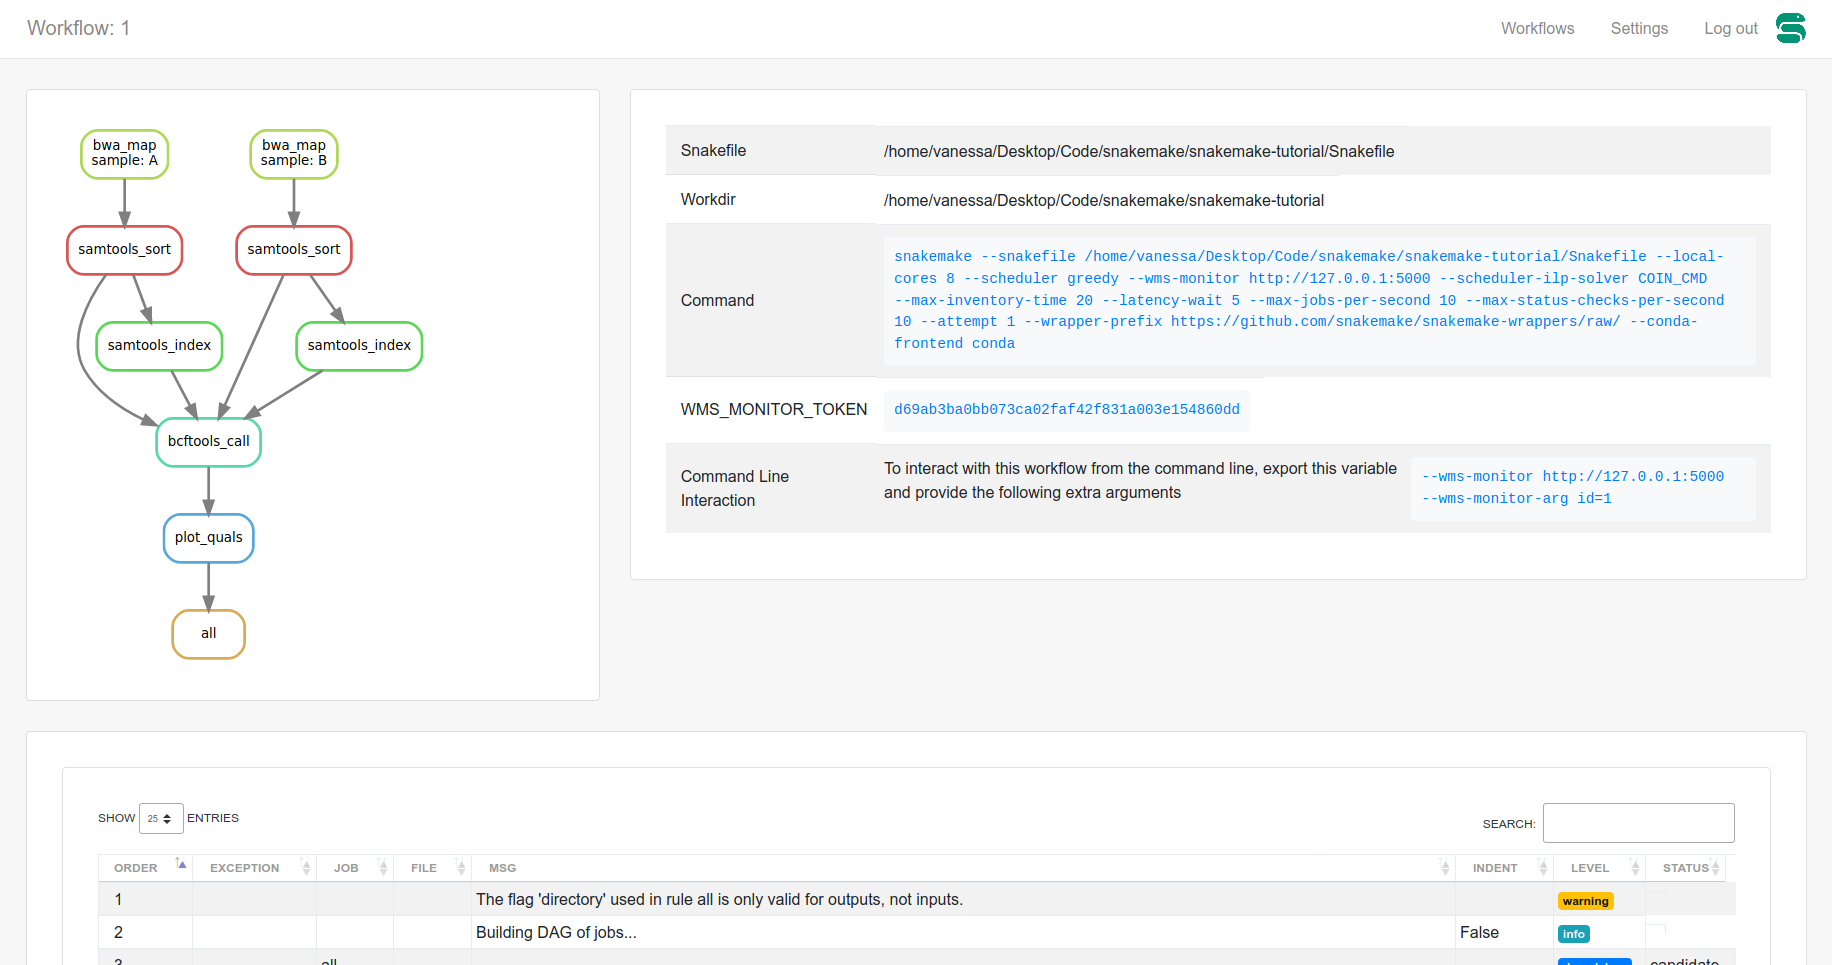 Workflow: 1
Workflows Settings Log out
bwa_map
sample: A
bwa_map
sample: B
samtools_sort
samtools_sort
samtools_index
samtools_index
bcftools_call
plot_quals
all
Snakefile /home/vanessa/Desktop/Code/snakemake/snakemake-tutorial/Snakefile
Workdir /home/vanessa/Desktop/Code/snakemake/snakemake-tutorial
Command
snakemake --snakefile /home/vanessa/Desktop/Code/snakemake/snakemake-tutorial/Snakefile --local-
cores 8 --scheduler greedy --wms-monitor http://127.0.0.1:5000 --scheduler-ilp-solver COIN_CMD
--max-inventory-time 20 --latency-wait 5 --max-jobs-per-second 10 --max-status-checks-per-second
10 --attempt 1 --wrapper-prefix https://github.com/snakemake/snakemake-wrappers/raw/ --conda-
frontend conda
WMS_MONITOR_TOKEN d69ab3ba0bb073ca02faf42f831a003e154860dd
Command Line
Interaction
To interact with this workflow from the command line, export this variable
and provide the following extra arguments
--wms-monitor http://127.0.0.1:5000
--wms-monitor-arg id=1
SHOW 25 ENTRIES
SEARCH:
ORDER EXCEPTION JOB FILE MSG INDENT LEVEL STATUS
1 The flag 'directory' used in rule all is only valid for outputs, not inputs. warning
2 Building DAG of jobs... False info
3 all candidate